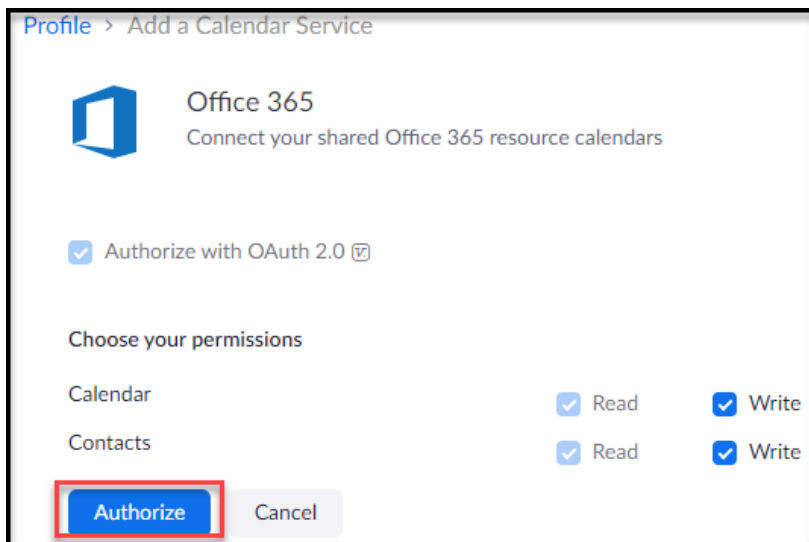 Profile > Add a Calendar Service
Office 365
Connect your shared Office 365 resource calendars
Authorize with OAuth 2.0
Choose your permissions
Calendar Read Write
Contacts Read Write
Authorize Cancel